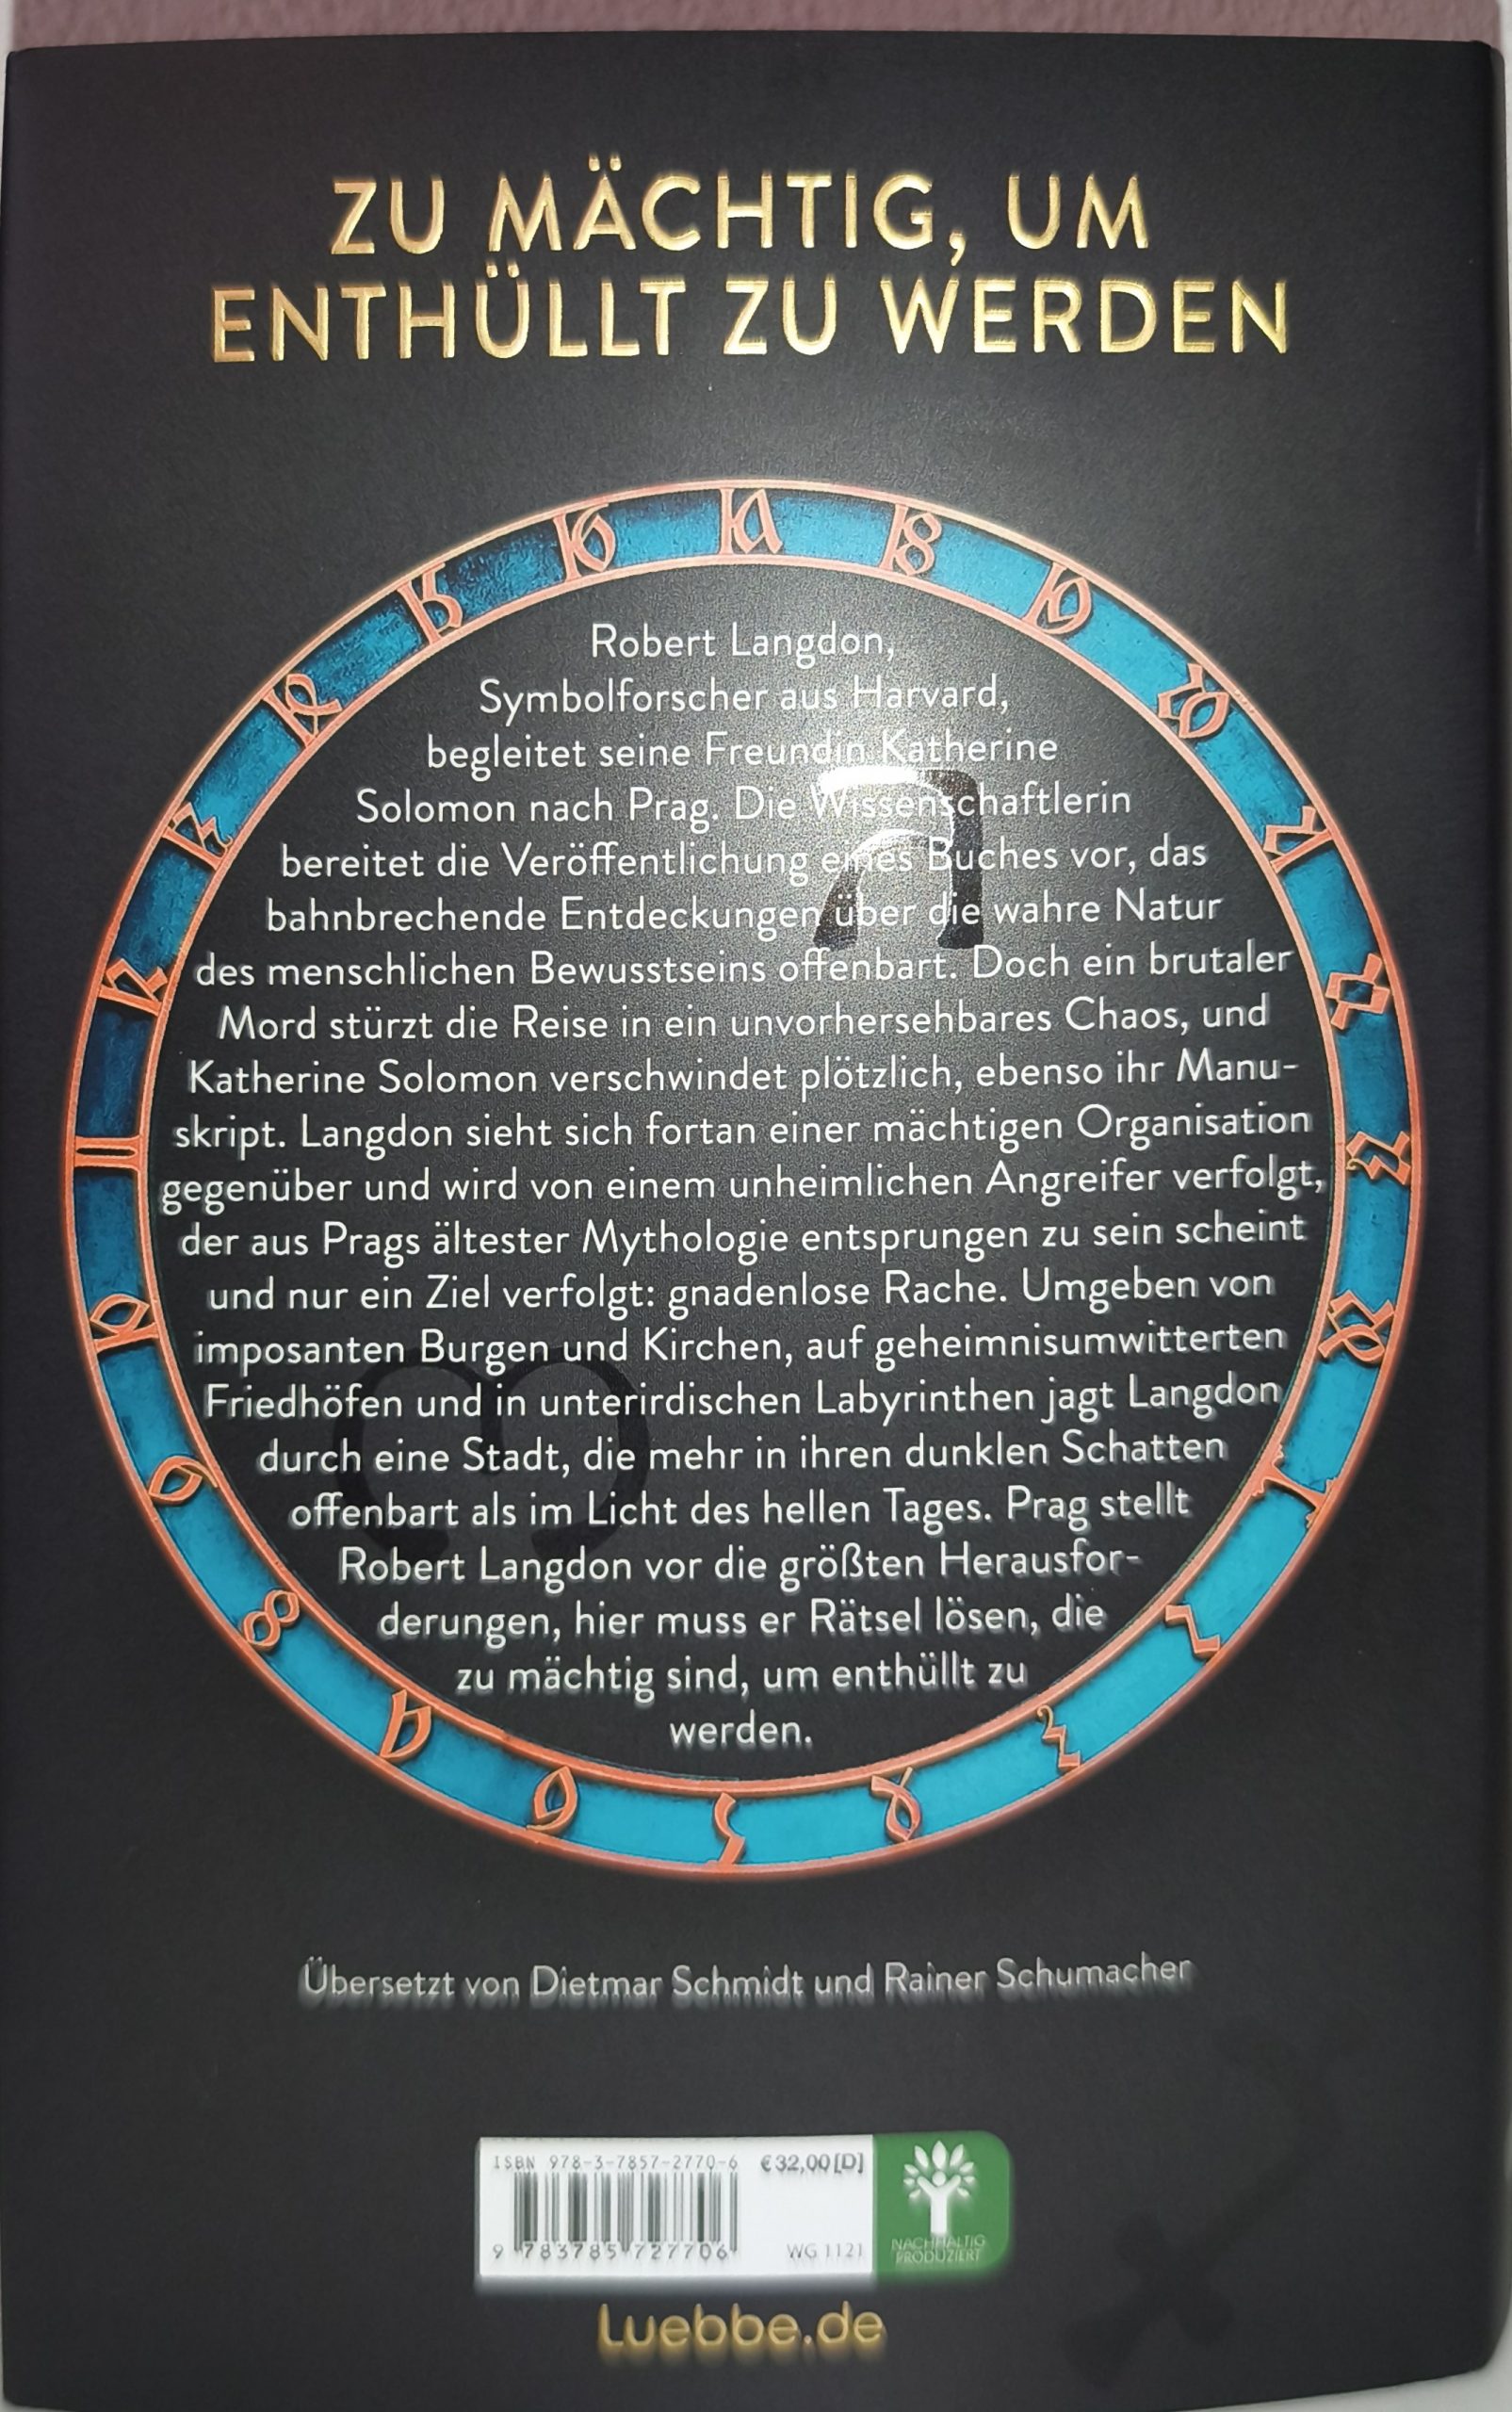 ZU MÄCHTIG, UM
ENTHÜLLT ZU WERDEN
Robert Langdon,
Symbolforscher aus Harvard,
begleitet seine Freundin Katherine
Solomon nach Prag. Die Wissenschaftlerin
bereitet die Veröffentlichung eines Buches vor, das
bahnbrechende Entdeckungen über die wahre Natur
des menschlichen Bewusstseins offenbart. Doch ein brutaler
Mord stürzt die Reise in ein unvorhersehbares Chaos, und
Katherine Solomon verschwindet plötzlich, ebenso ihr Manu-
skript. Langdon sieht sich fortan einer mächtigen Organisation
gegenüber und wird von einem unheimlichen Angreifer verfolgt,
der aus Prags ältester Mythologie entsprungen zu sein scheint
und nur ein Ziel verfolgt: gnadenlose Rache. Umgeben von
imposanten Burgen und Kirchen, auf geheimnisumwitterten
Friedhöfen und in unterirdischen Labyrinthen jagt Langdon
durch eine Stadt, die mehr in ihren dunklen Schatten
offenbart als im Licht des hellen Tages. Prag stellt
Robert Langdon vor die größten Herausfor-
derungen, hier muss er Rätsel lösen, die
zu mächtig sind, um enthüllt zu
werden.
Übersetzt von Dietmar Schmidt und Rainer Schumacher
ISBN 978-3-7857-2770-6 €32,00 [D]
9 783785 727706 WG 1121
NACHHALTIG
PRODUZIERT
Luebbe.de